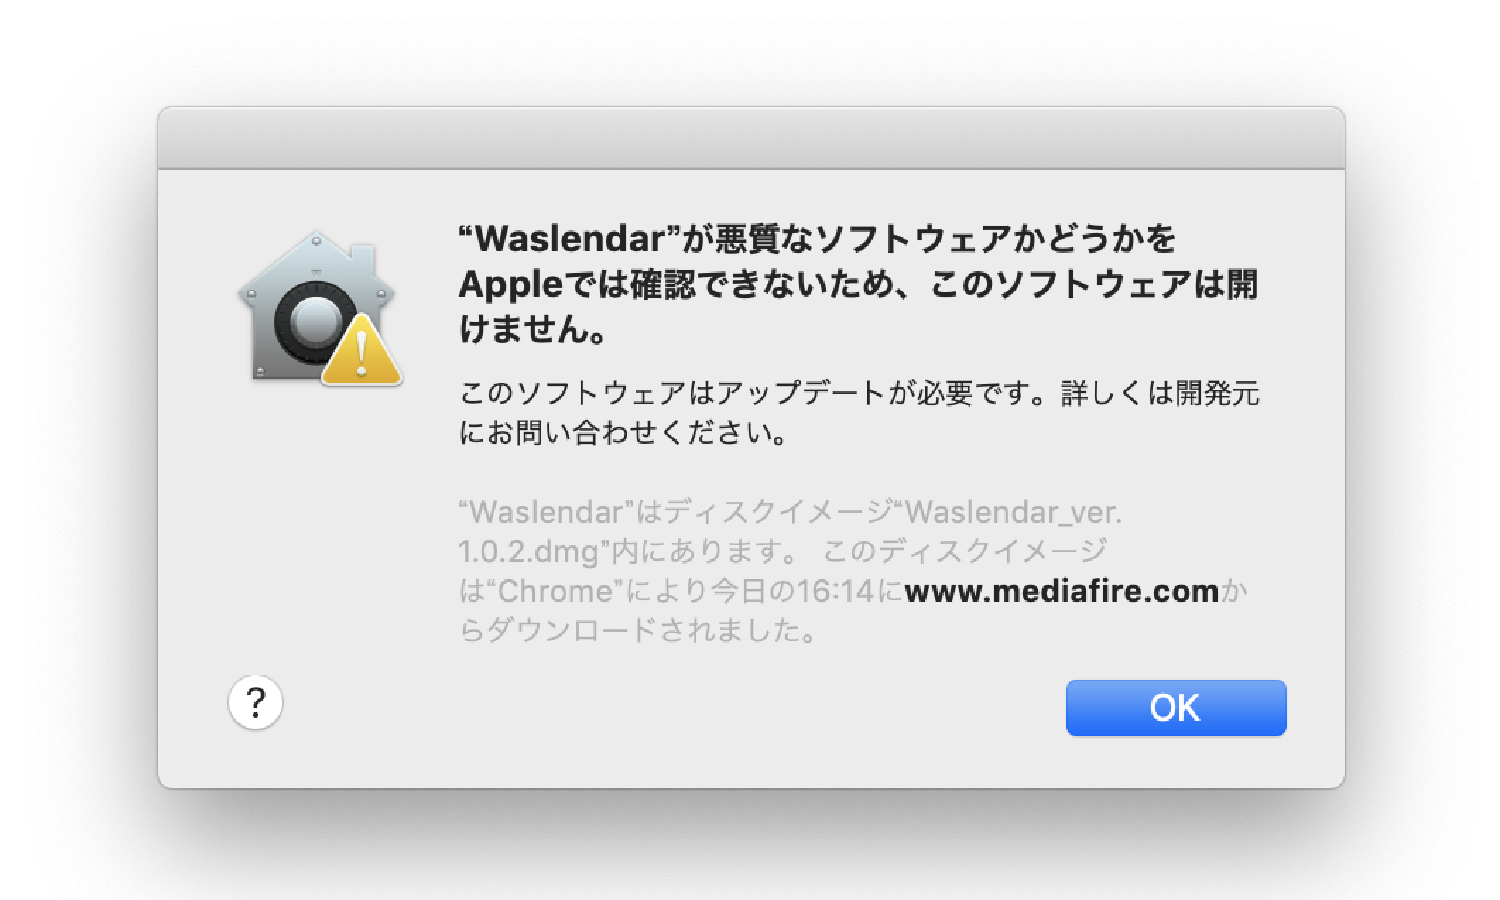 “Waslendar”が悪質なソフトウェアかどうかを
Appleでは確認できないため、このソフトウェアは開
けません。
このソフトウェアはアップデートが必要です。詳しくは開発元
にお問い合わせください。
“Waslendar”はディスクイメージ“Waslendar_ver.
1.0.2.dmg”内にあります。 このディスクイメージ
は“Chrome”により今日の16:14にwww.mediafire.comか
らダウンロードされました。
?
OK